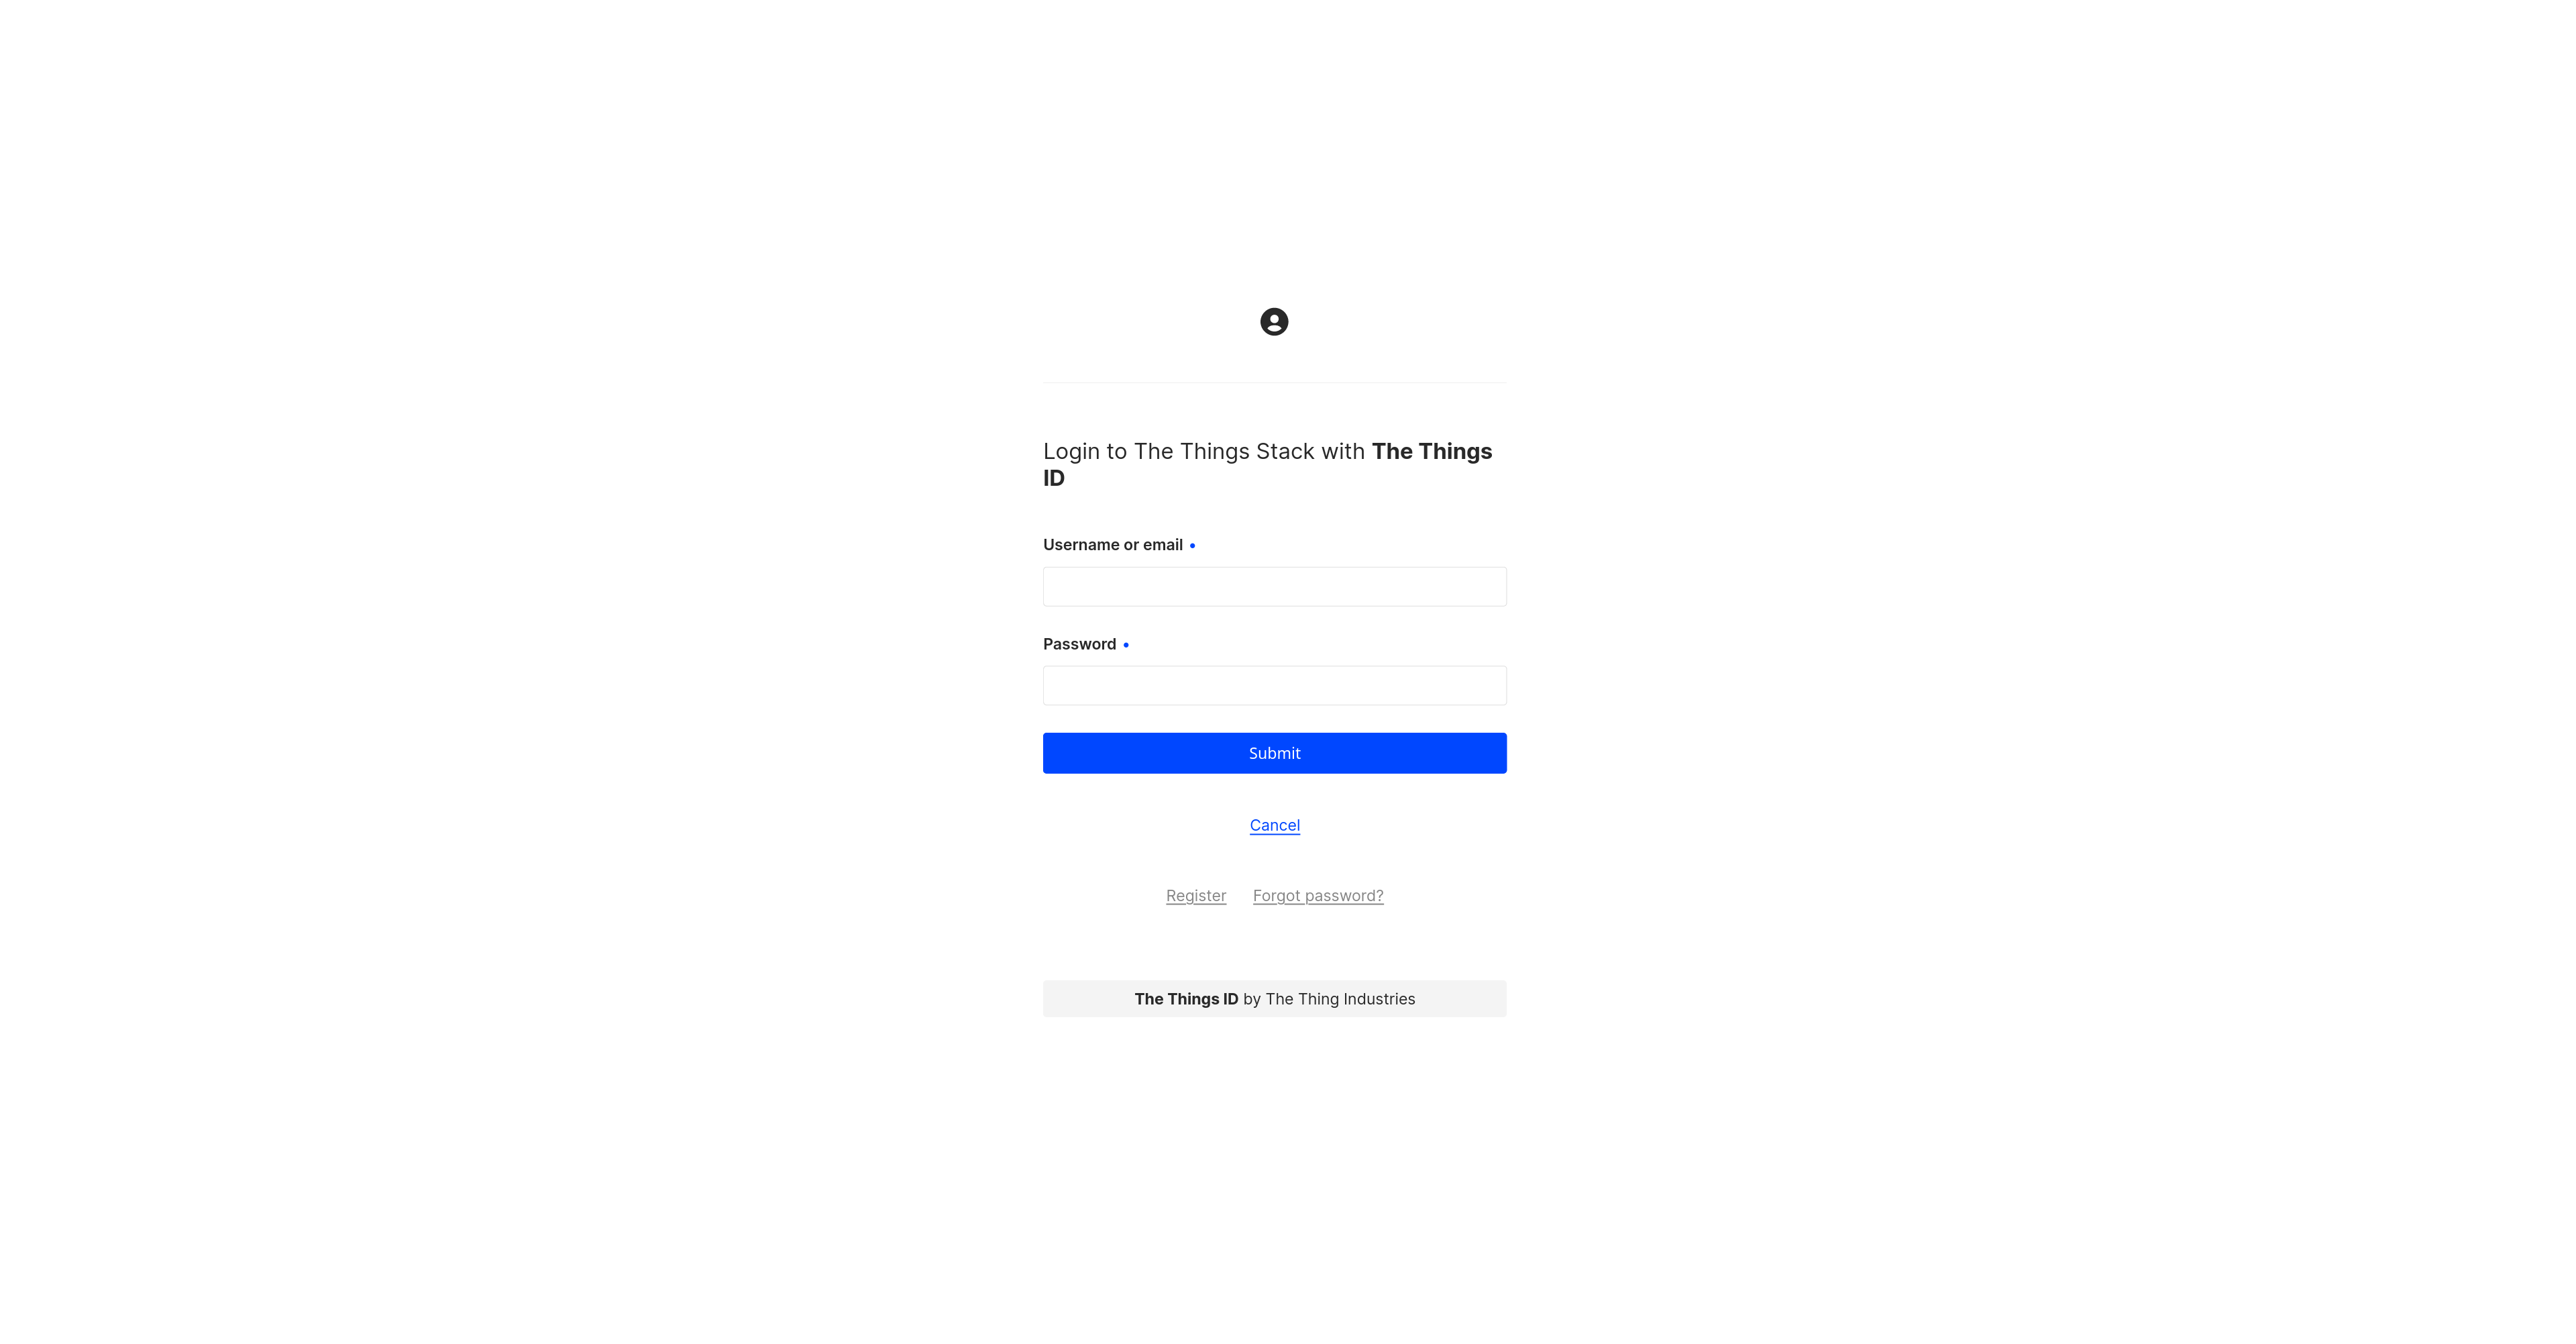 Login to The Things Stack with The Things
ID
Username or email
Password
Submit
Cancel
Register Forgot password?
The Things ID by The Thing Industries